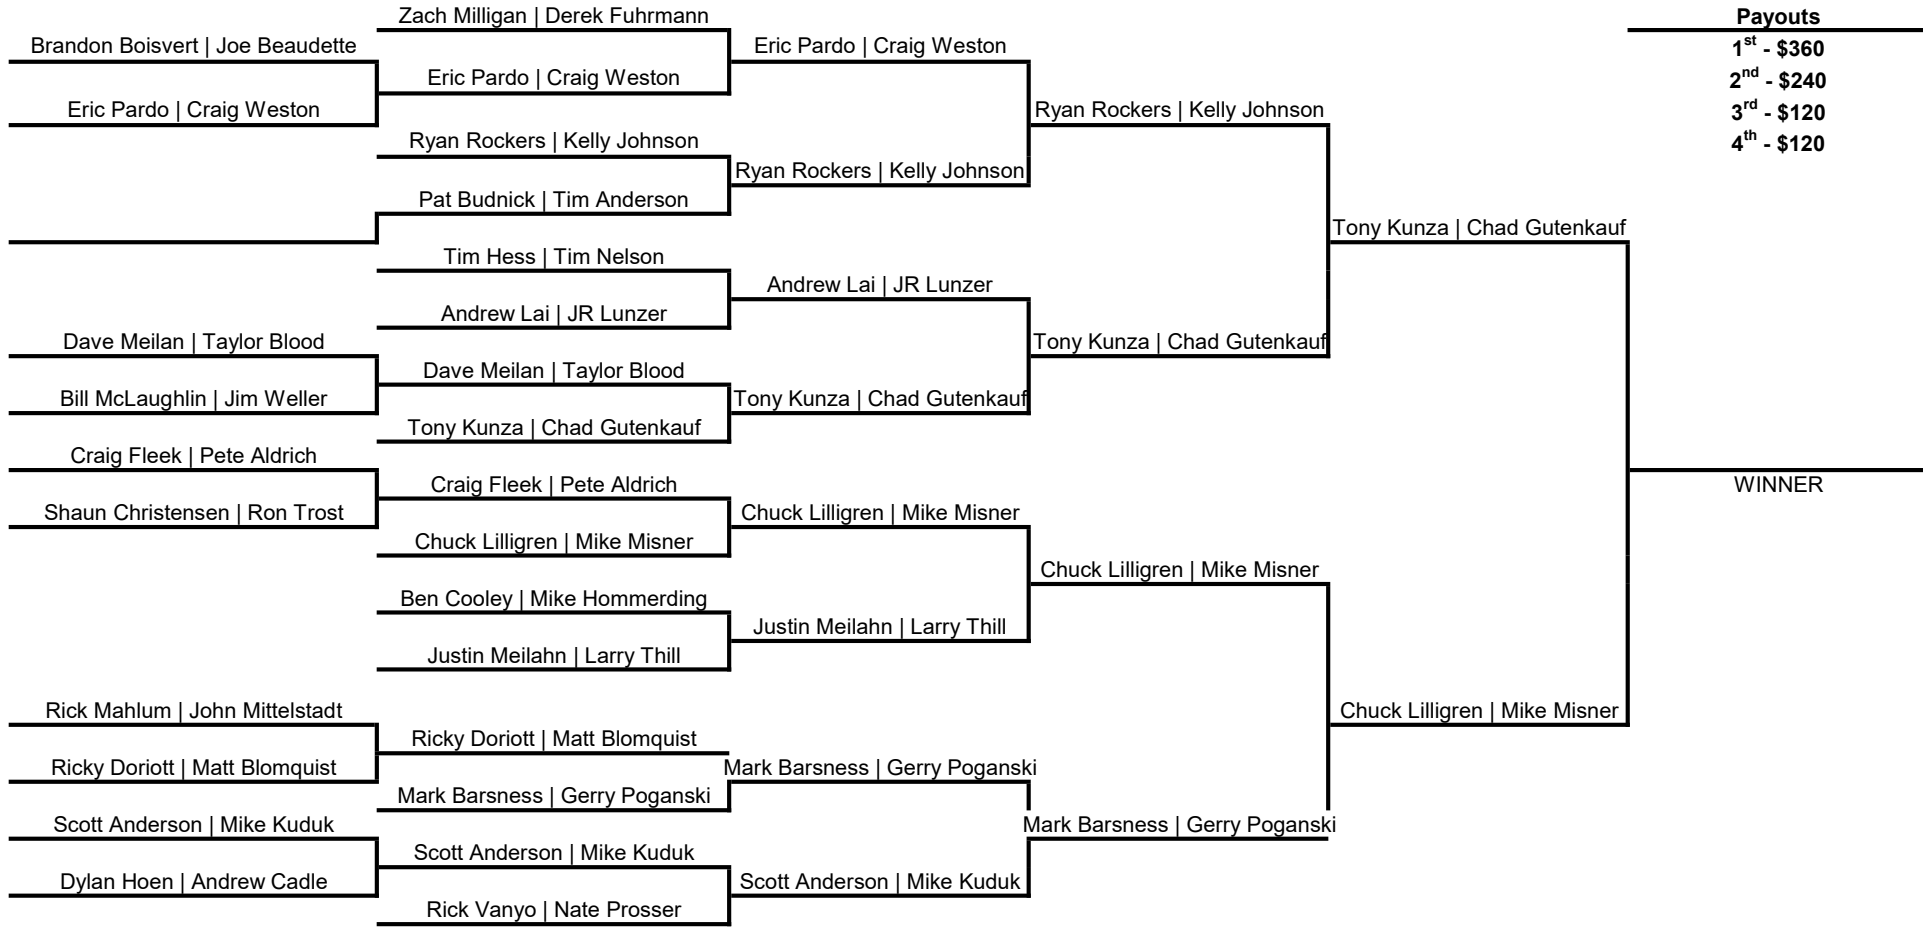 Zach Milligan | Derek Fuhrmann
Payouts
Brandon Boisvert | Joe Beaudette
Eric Pardo | Craig Weston
1st - $360
Eric Pardo | Craig Weston
2nd - $240
Eric Pardo | Craig Weston
Ryan Rockers | Kelly Johnson
3rd - $120
Ryan Rockers | Kelly Johnson
4th - $120
Ryan Rockers | Kelly Johnson
Pat Budnick | Tim Anderson
Tony Kunza | Chad Gutenkauf
Tim Hess | Tim Nelson
Andrew Lai | JR Lunzer
Andrew Lai | JR Lunzer
Dave Meilan | Taylor Blood
Tony Kunza | Chad Gutenkauf
Dave Meilan | Taylor Blood
Bill McLaughlin | Jim Weller
Tony Kunza | Chad Gutenkauf
Tony Kunza | Chad Gutenkauf
Craig Fleek | Pete Aldrich
Craig Fleek | Pete Aldrich
WINNER
Shaun Christensen | Ron Trost
Chuck Lilligren | Mike Misner
Chuck Lilligren | Mike Misner
Chuck Lilligren | Mike Misner
Ben Cooley | Mike Hommerding
Justin Meilahn | Larry Thill
Justin Meilahn | Larry Thill
Rick Mahlum | John Mittelstadt
Chuck Lilligren | Mike Misner
Ricky Doriott | Matt Blomquist
Ricky Doriott | Matt Blomquist
Mark Barsness | Gerry Poganski
Mark Barsness | Gerry Poganski
Scott Anderson | Mike Kuduk
Mark Barsness | Gerry Poganski
Scott Anderson | Mike Kuduk
Dylan Hoen | Andrew Cadle
Scott Anderson | Mike Kuduk
Rick Vanyo | Nate Prosser